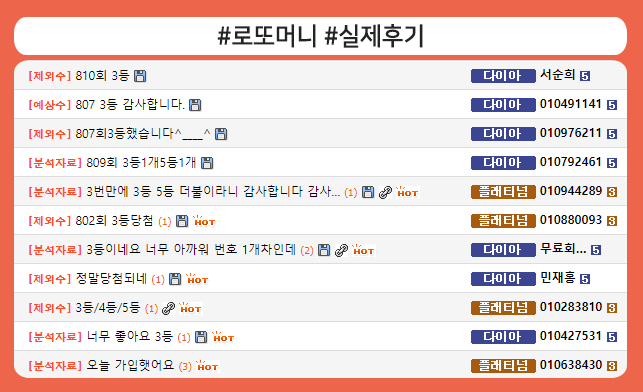 #로또머니 #실제후기
[제외수] 810회 3등 다이아 서순희 5
[예상수] 807 3등 감사합니다. 다이아 010491141 5
[제외수] 807회3등했습니다^____^ 다이아 010976211 5
[분석자료] 809회 3등1개5등1개 다이아 010792461 5
[분석자료] 3번만에 3등 5등 더불이라니 감사합니다 감사... (1) HOT 플래티넘 010944289 3
[제외수] 802회 3등당첨 (1) HOT 플래티넘 010880093 3
[분석자료] 3등이네요 너무 아까워 번호 1개차인데 (2) HOT 다이아 무료회... 5
[제외수] 정말당첨되네 (1) HOT 다이아 민재홍 5
[제외수] 3등/4등/5등 (1) HOT 플래티넘 010283810 3
[분석자료] 너무 좋아요 3등 (1) HOT 다이아 010427531 5
[분석자료] 오늘 가입햇어요 (3) HOT 플래티넘 010638430 3